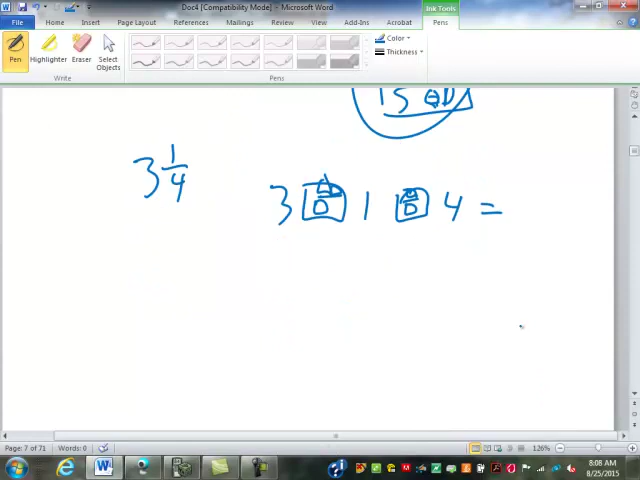 Doc4 [Compatibility Mode] - Microsoft Word
Ink Tools
File Home Insert Page Layout References Mailings Review View Add-Ins Acrobat Pens
Pen Highlighter Eraser Select Objects
Color
Thickness
Write Pens
15
3 1/4
3 1 4 =
Page: 7 of 71 Words: 0 126%
8:08 AM
8/25/2015